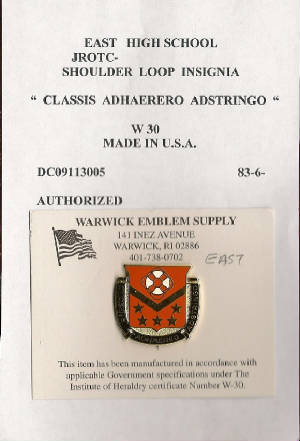 EAST HIGH SCHOOL
JROTC-
SHOULDER LOOP INSIGNIA
" CLASSIS ADHAERERO ADSTRINGO "
W 30
MADE IN U.S.A.
DC09113005 83-6-
AUTHORIZED
WARWICK EMBLEM SUPPLY
141 INEZ AVENUE
WARWICK, RI 02886
401-738-0702 EAST
This item has been manufactured in accordance with
applicable Government specifications under The
Institute of Heraldry certificate Number W-30.